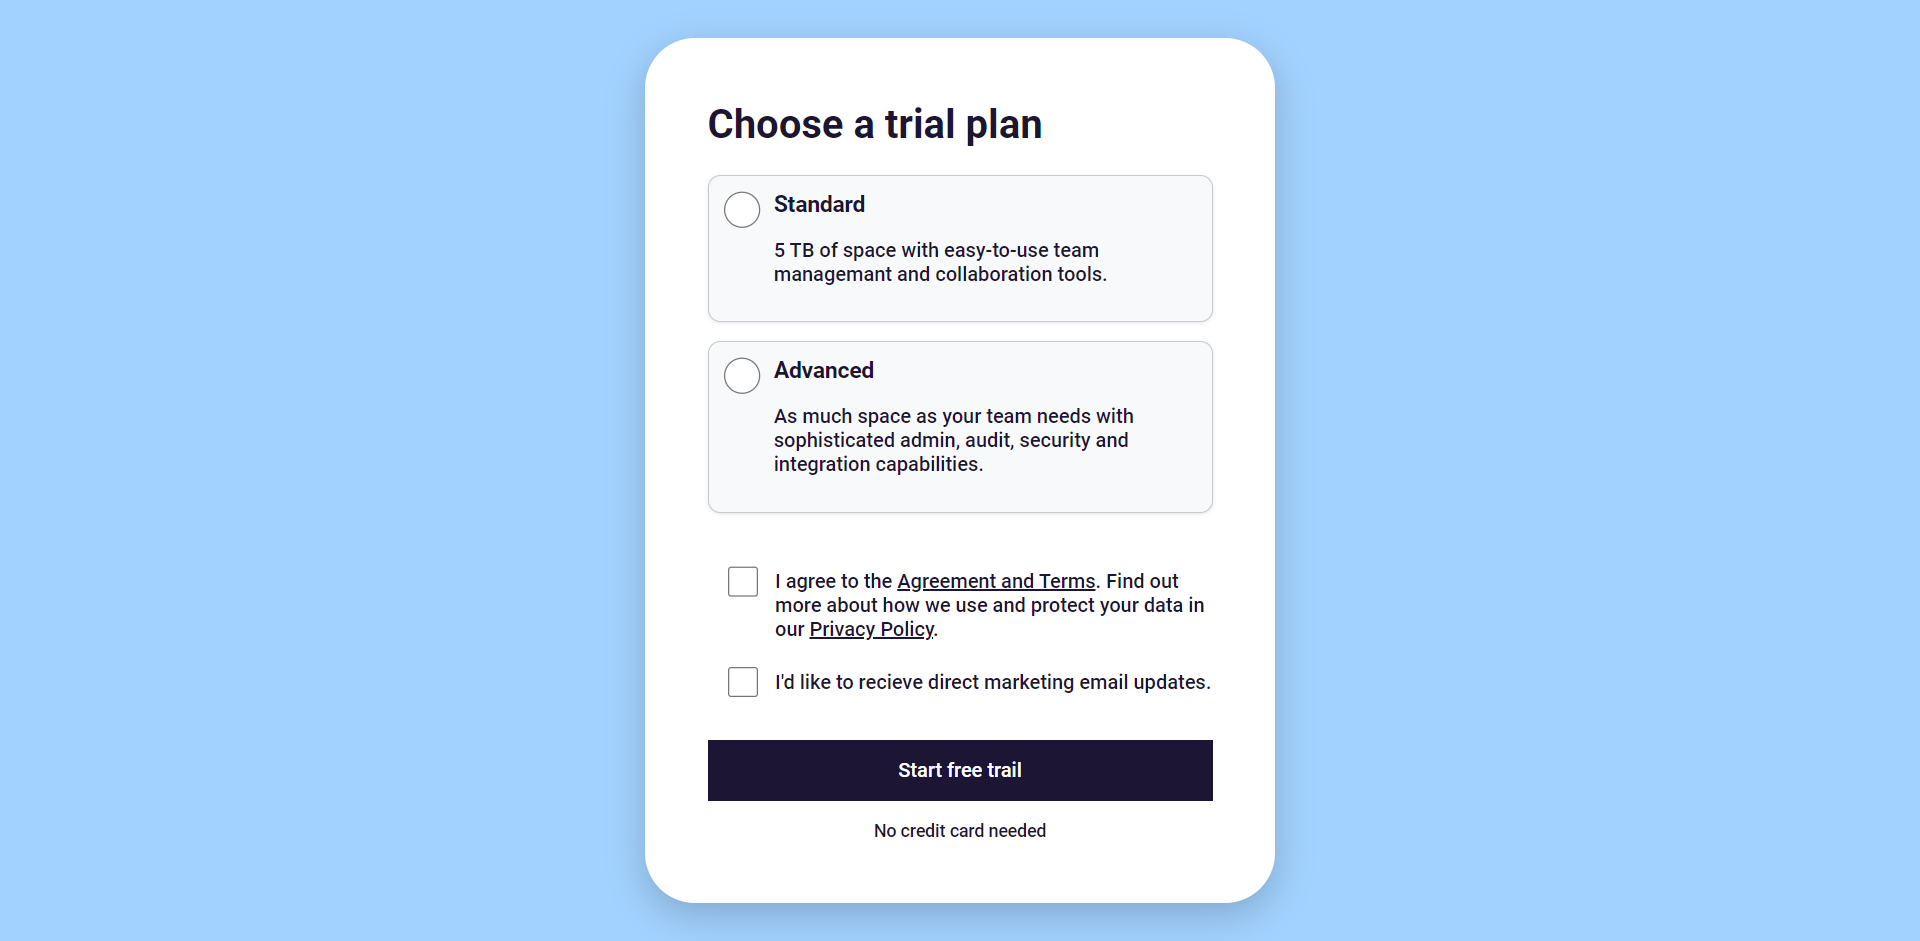 Choose a trial plan
Standard
5 TB of space with easy-to-use team
managemant and collaboration tools.
Advanced
As much space as your team needs with
sophisticated admin, audit, security and
integration capabilities.
I agree to the Agreement and Terms. Find out
more about how we use and protect your data in
our Privacy Policy.
I'd like to recieve direct marketing email updates.
Start free trail
No credit card needed